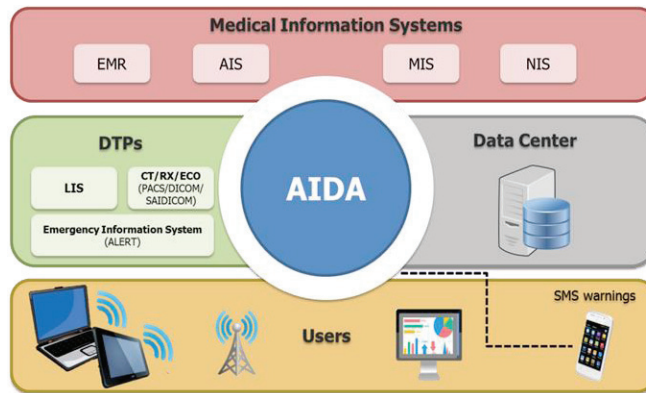 Medical Information Systems
EMR
AIS
MIS
NIS
DTPs
LIS
CT/RX/ECO
(PACS/DICOM/
SAIDICOM)
Emergency Information System
(ALERT)
AIDA
Data Center
Users
SMS warnings